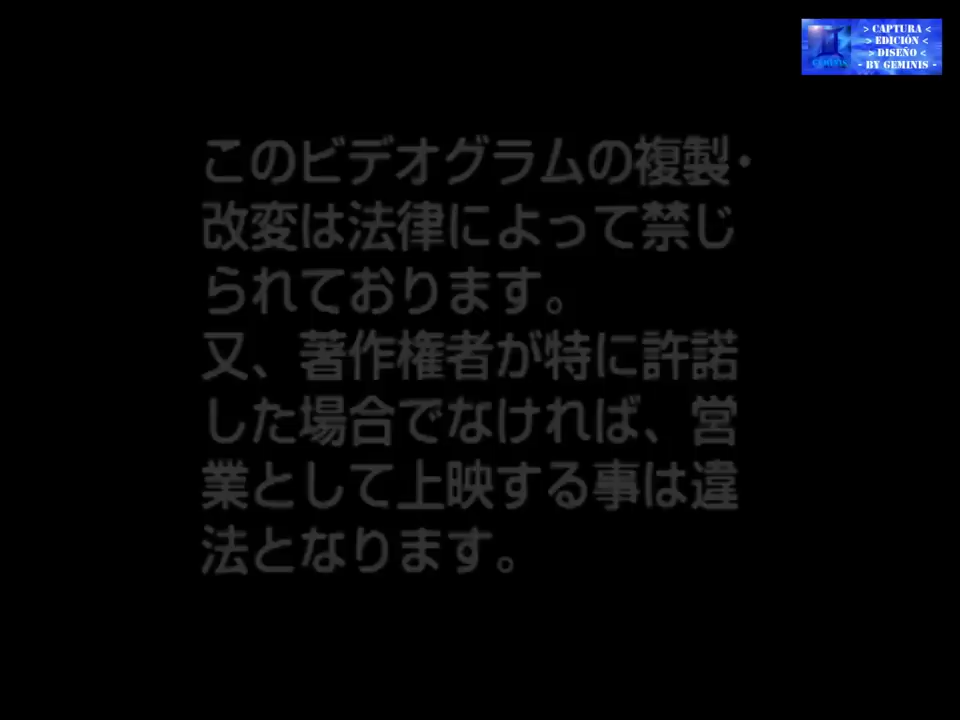 > CAPTURA <
> EDICIÓN <
> DISEÑO <
- BY GEMINIS -
GEMINIS
このビデオグラムの複製・
改変は法律によって禁じ
られております。
又、著作権者が特に許諾
した場合でなければ、営
業として上映する事は違
法となります。